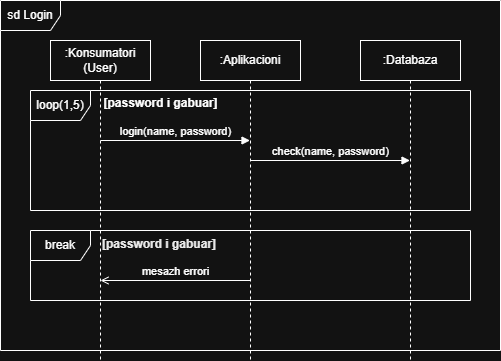 sd Login
:Konsumatori
(User)
:Aplikacioni
:Databaza
loop(1,5)
[password i gabuar]
login(name, password)
check(name, password)
break
[password i gabuar]
mesazh errori